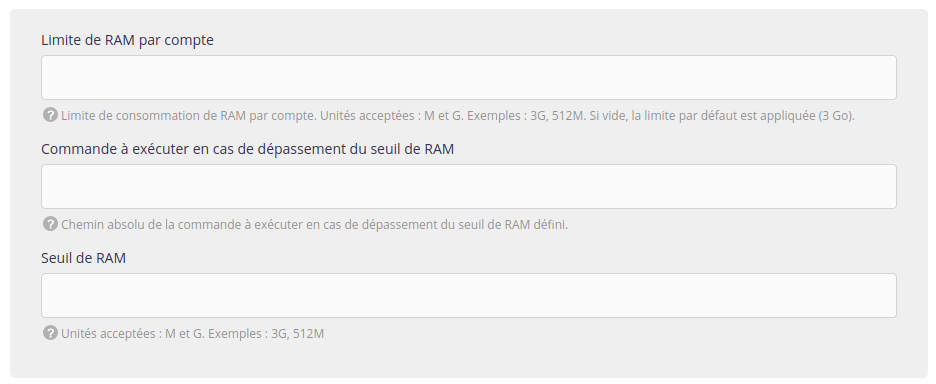 Limite de RAM par compte
? Limite de consommation de RAM par compte. Unités acceptées : M et G. Exemples : 3G, 512M. Si vide, la limite par défaut est appliquée (3 Go).
Commande à exécuter en cas de dépassement du seuil de RAM
? Chemin absolu de la commande à exécuter en cas de dépassement du seuil de RAM défini.
Seuil de RAM
? Unités acceptées : M et G. Exemples : 3G, 512M